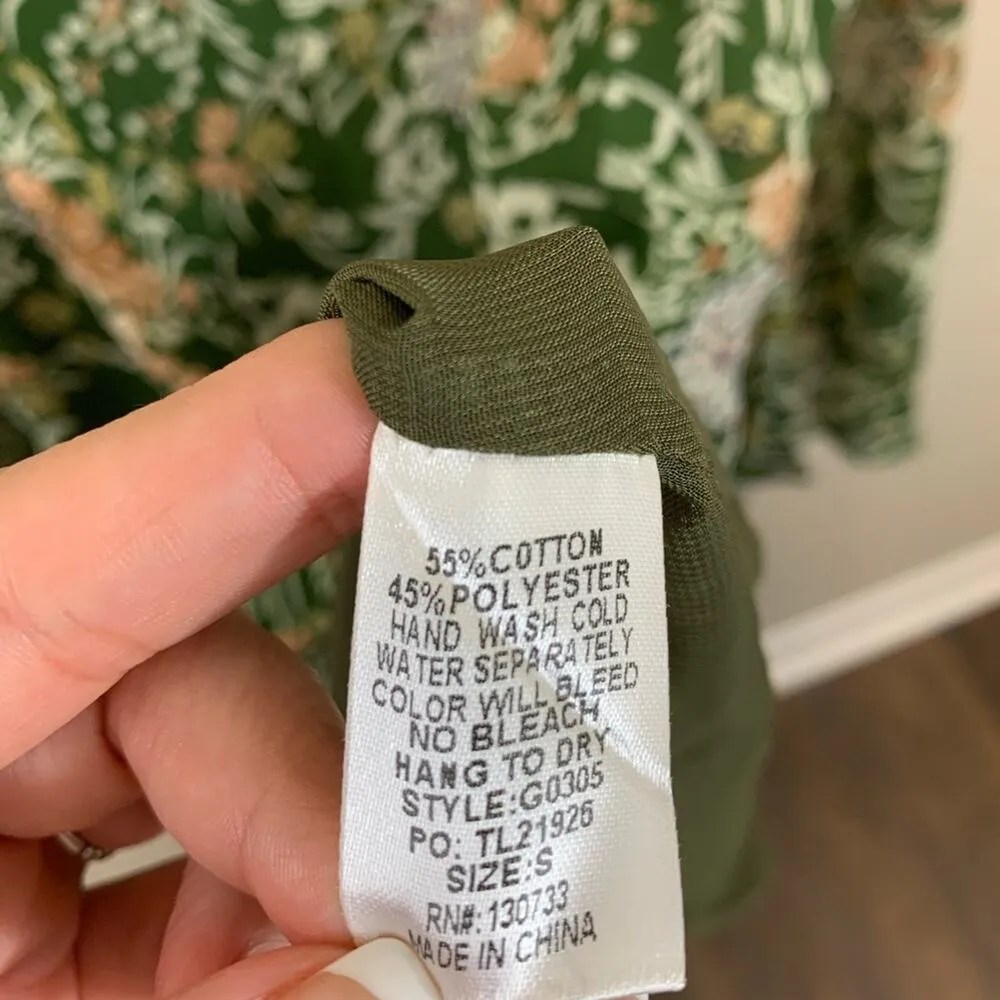 55%COTTON
45%POLYESTER
HAND WASH COLD
WATER SEPARATELY
COLOR WILL BLEED
NO BLEACH
HANG TO DRY
STYLE:G0305
PO: TL21926
SIZE:S
RN#:130733
MADE IN CHINA